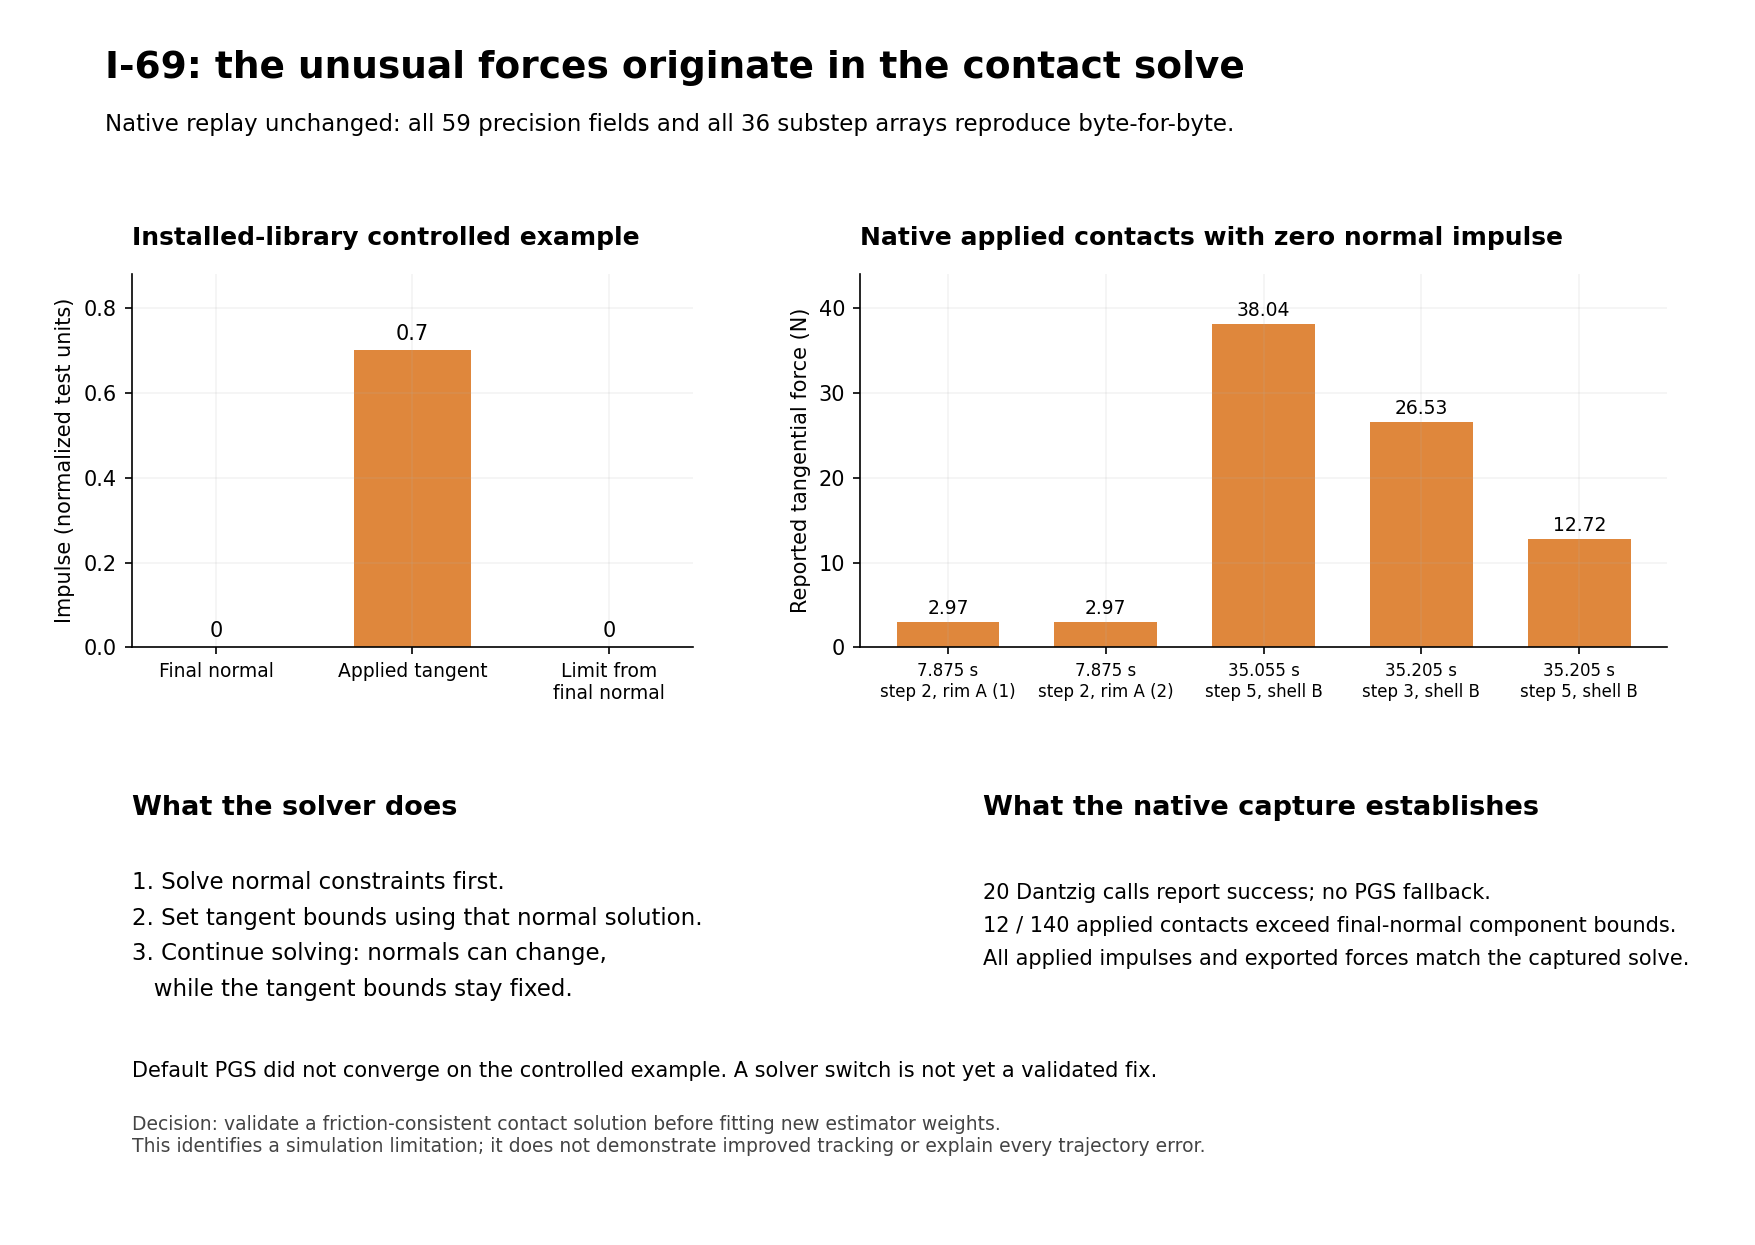 I-69: the unusual forces originate in the contact solve
Native replay unchanged: all 59 precision fields and all 36 substep arrays reproduce byte-for-byte.
Installed-library controlled example
Impulse (normalized test units)
0.8
0.6
0.4
0.2
0.0
0
0.7
0
Final normal
Applied tangent
Limit from
final normal
Native applied contacts with zero normal impulse
Reported tangential force (N)
40
30
20
10
0
2.97
2.97
38.04
26.53
12.72
7.875 s
step 2, rim A (1)
7.875 s
step 2, rim A (2)
35.055 s
step 5, shell B
35.205 s
step 3, shell B
35.205 s
step 5, shell B
What the solver does
1. Solve normal constraints first.
2. Set tangent bounds using that normal solution.
3. Continue solving: normals can change,
while the tangent bounds stay fixed.
What the native capture establishes
20 Dantzig calls report success; no PGS fallback.
12 / 140 applied contacts exceed final-normal component bounds.
All applied impulses and exported forces match the captured solve.
Default PGS did not converge on the controlled example. A solver switch is not yet a validated fix.
Decision: validate a friction-consistent contact solution before fitting new estimator weights.
This identifies a simulation limitation; it does not demonstrate improved tracking or explain every trajectory error.